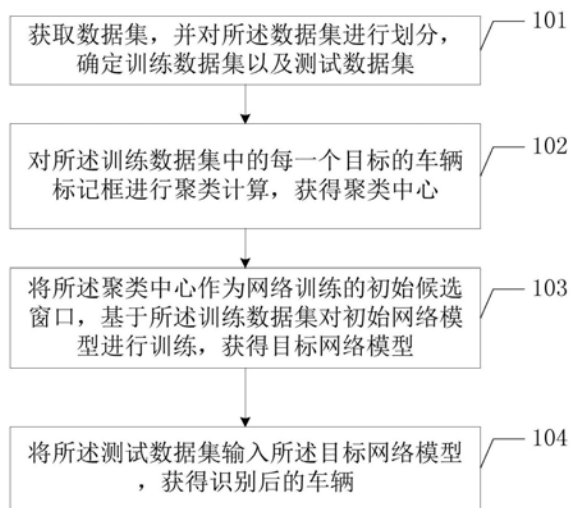 获取数据集，并对所述数据集进行划分，
确定训练数据集以及测试数据集
101
对所述训练数据集中的每一个目标的车辆
标记框进行聚类计算，获得聚类中心
102
将所述聚类中心作为网络训练的初始候选
窗口，基于所述训练数据集对初始网络模
型进行训练，获得目标网络模型
103
将所述测试数据集输入所述目标网络模型
，获得识别后的车辆
104